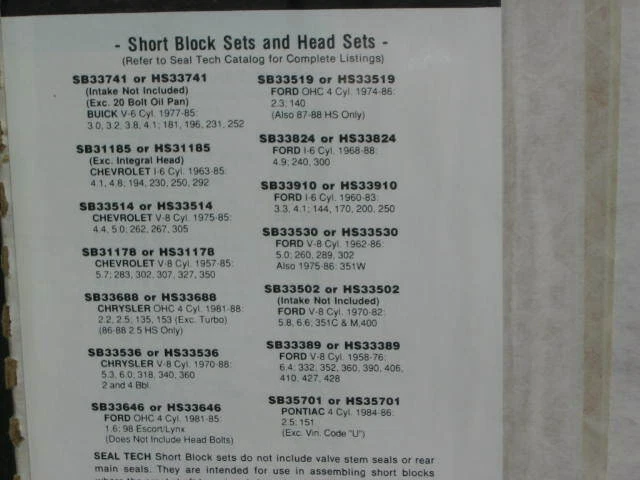 - Short Block Sets and Head Sets -
(Refer to Seal Tech Catalog for Complete Listings)
SB33741 or HS33741
(Intake Not Included)
(Exc. 20 Bolt Oil Pan)
BUICK V-6 Cyl. 1977-85:
3.0, 3.2, 3.8, 4.1; 181, 196, 231, 252
SB31185 or HS31185
(Exc. Integral Head)
CHEVROLET I-6 Cyl. 1963-85:
4.1, 4.8, 194, 230, 250, 292
SB33514 or HS33514
CHEVROLET V-8 Cyl. 1975-85:
4.4, 5.0; 262, 267, 305
SB31178 or HS31178
CHEVROLET V-8 Cyl. 1957-85:
5.7; 283, 302, 307, 327, 350
SB33688 or HS33688
CHRYSLER OHC 4 Cyl. 1981-88:
2.2, 2.5; 135, 153 (Exc. Turbo)
(86-88 2.5 HS Only)
SB33536 or HS33536
CHRYSLER V-8 Cyl. 1970-88:
5.3, 6.0; 318, 340, 360
2 and 4 Bbl.
SB33646 or HS33646
FORD OHC 4 Cyl. 1981-85:
1.6; 98 Escort/Lynx
(Does Not Include Head Bolts)
SB33519 or HS33519
FORD OHC 4 Cyl. 1974-86:
2.3; 140
(Also 87-88 HS Only)
SB33824 or HS33824
FORD I-6 Cyl. 1968-88:
4.9; 240, 300
SB33910 or HS33910
FORD I-6 Cyl. 1960-83:
3.3, 4.1; 144, 170, 200, 250
SB33530 or HS33530
FORD V-8 Cyl. 1962-86:
5.0; 260, 289, 302
Also 1975-86: 351W
SB33502 or HS33502
(Intake Not Included)
FORD V-8 Cyl. 1970-82:
5.8, 6.6; 351C & M,400
SB33389 or HS33389
FORD V-8 Cyl. 1958-76:
6.4; 332, 352, 360, 390, 406,
410, 427, 428
SB35701 or HS35701
PONTIAC 4 Cyl. 1984-86:
2.5; 151
(Exc. Vin. Code "U")
SEAL TECH Short Block sets do not include valve stem seals or rear
main seals. They are intended for use in assembling short blocks